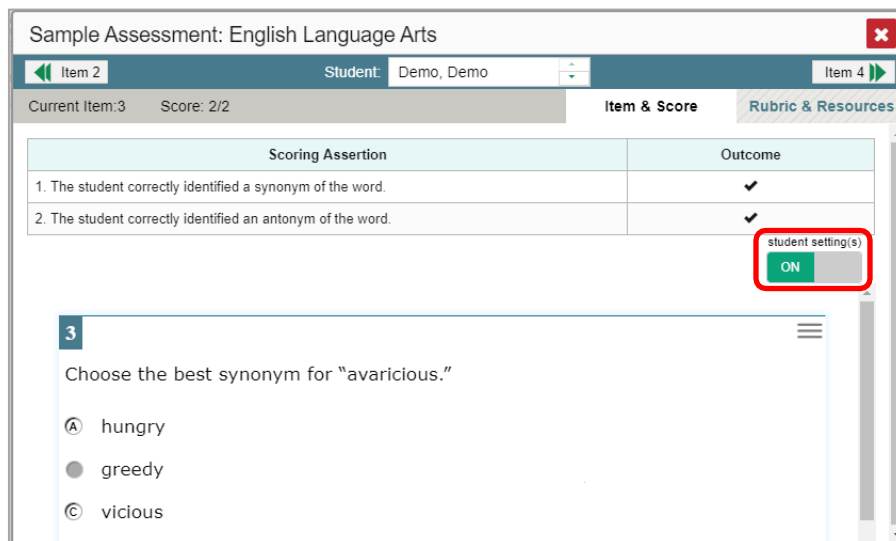 Sample Assessment: English Language Arts
Item 2 Student: Demo, Demo Item 4
Current Item:3 Score: 2/2 Item & Score Rubric & Resources
Scoring Assertion Outcome
1. The student correctly identified a synonym of the word.
2. The student correctly identified an antonym of the word.
student setting(s)
ON
3
Choose the best synonym for “avaricious.”
A hungry
greedy
C vicious